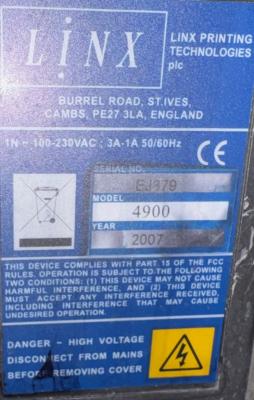 LINX
LINX PRINTING
TECHNOLOGIES
plc
BURREL ROAD, ST.IVES,
CAMBS, PE27 3LA, ENGLAND
1N ~ 100-230VAC ; 3A-1A 50/60Hz
CE
SERIAL NO.
EJ379
MODEL
4900
YEAR
2007
THIS DEVICE COMPLIES WITH PART 15 OF THE FCC
RULES. OPERATION IS SUBJECT TO THE FOLLOWING
TWO CONDITIONS: (1) THIS DEVICE MAY NOT CAUSE
HARMFUL INTERFERENCE, AND (2) THIS DEVICE
MUST ACCEPT ANY INTERFERENCE RECEIVED,
INCLUDING INTERFERENCE THAT MAY CAUSE
UNDESIRED OPERATION.
DANGER – HIGH VOLTAGE
DISCONNECT FROM MAINS
BEFORE REMOVING COVER